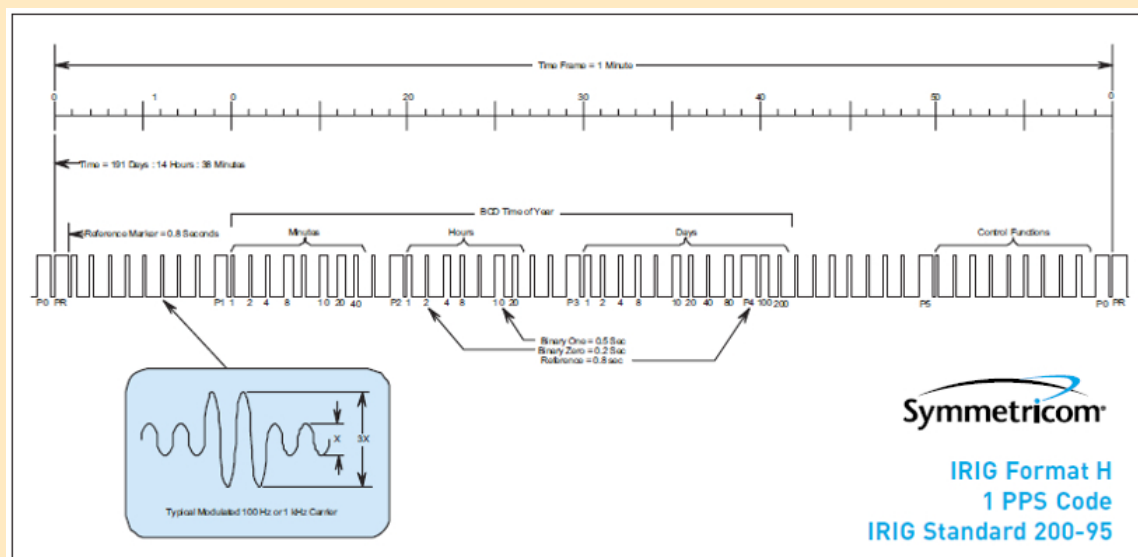 Time Frame = 1 Minute
0 1 0 20 30 40 50 0
Time = 191 Days : 14 Hours : 38 Minutes
BCD Time of Year
Reference Marker = 0.8 Seconds Minutes Hours Days Control Functions
P0 PR P1 1 2 4 8 10 20 40 P2 1 2 4 8 10 20 P3 1 2 4 8 10 20 40 80 P4 100 200 P5 P0 PR
Binary One = 0.5 Sec
Binary Zero = 0.2 Sec
Reference = 0.8 sec
X 3X
Typical Modulated 100 Hz or 1 kHz Carrier
Symmetricom
IRIG Format H
1 PPS Code
IRIG Standard 200-95